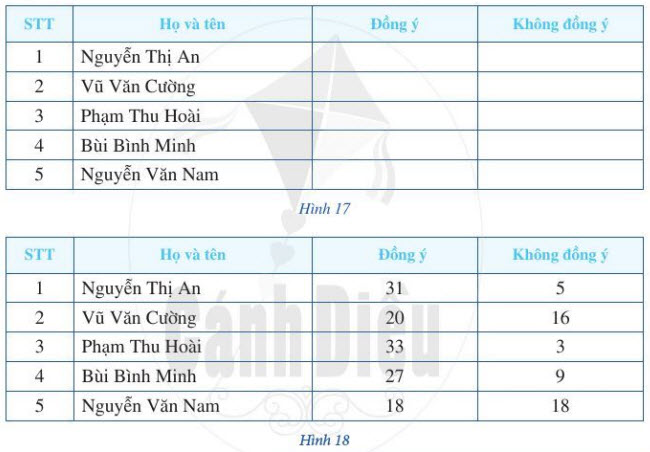 STT Họ và tên Đồng ý Không đồng ý
1 Nguyễn Thị An
2 Vũ Văn Cường
3 Phạm Thu Hoài
4 Bùi Bình Minh
5 Nguyễn Văn Nam
Hình 17
STT Họ và tên Đồng ý Không đồng ý
1 Nguyễn Thị An 31 5
2 Vũ Văn Cường 20 16
3 Phạm Thu Hoài 33 3
4 Bùi Bình Minh 27 9
5 Nguyễn Văn Nam 18 18
Cánh Diều
Hình 18